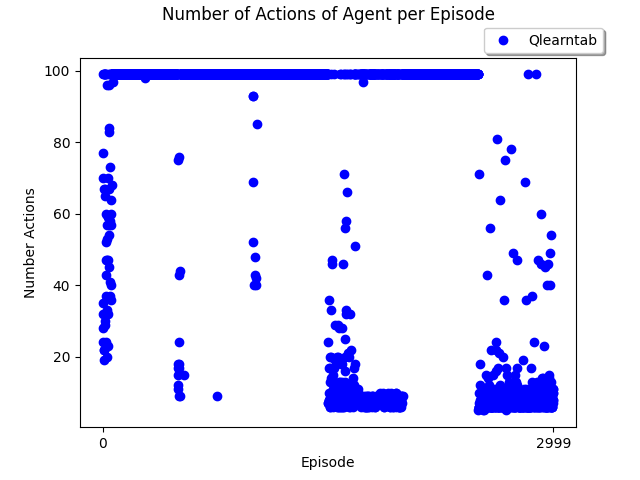 Number of Actions of Agent per Episode
Qlearntab
100
80
60
40
20
Number Actions
0
2999
Episode